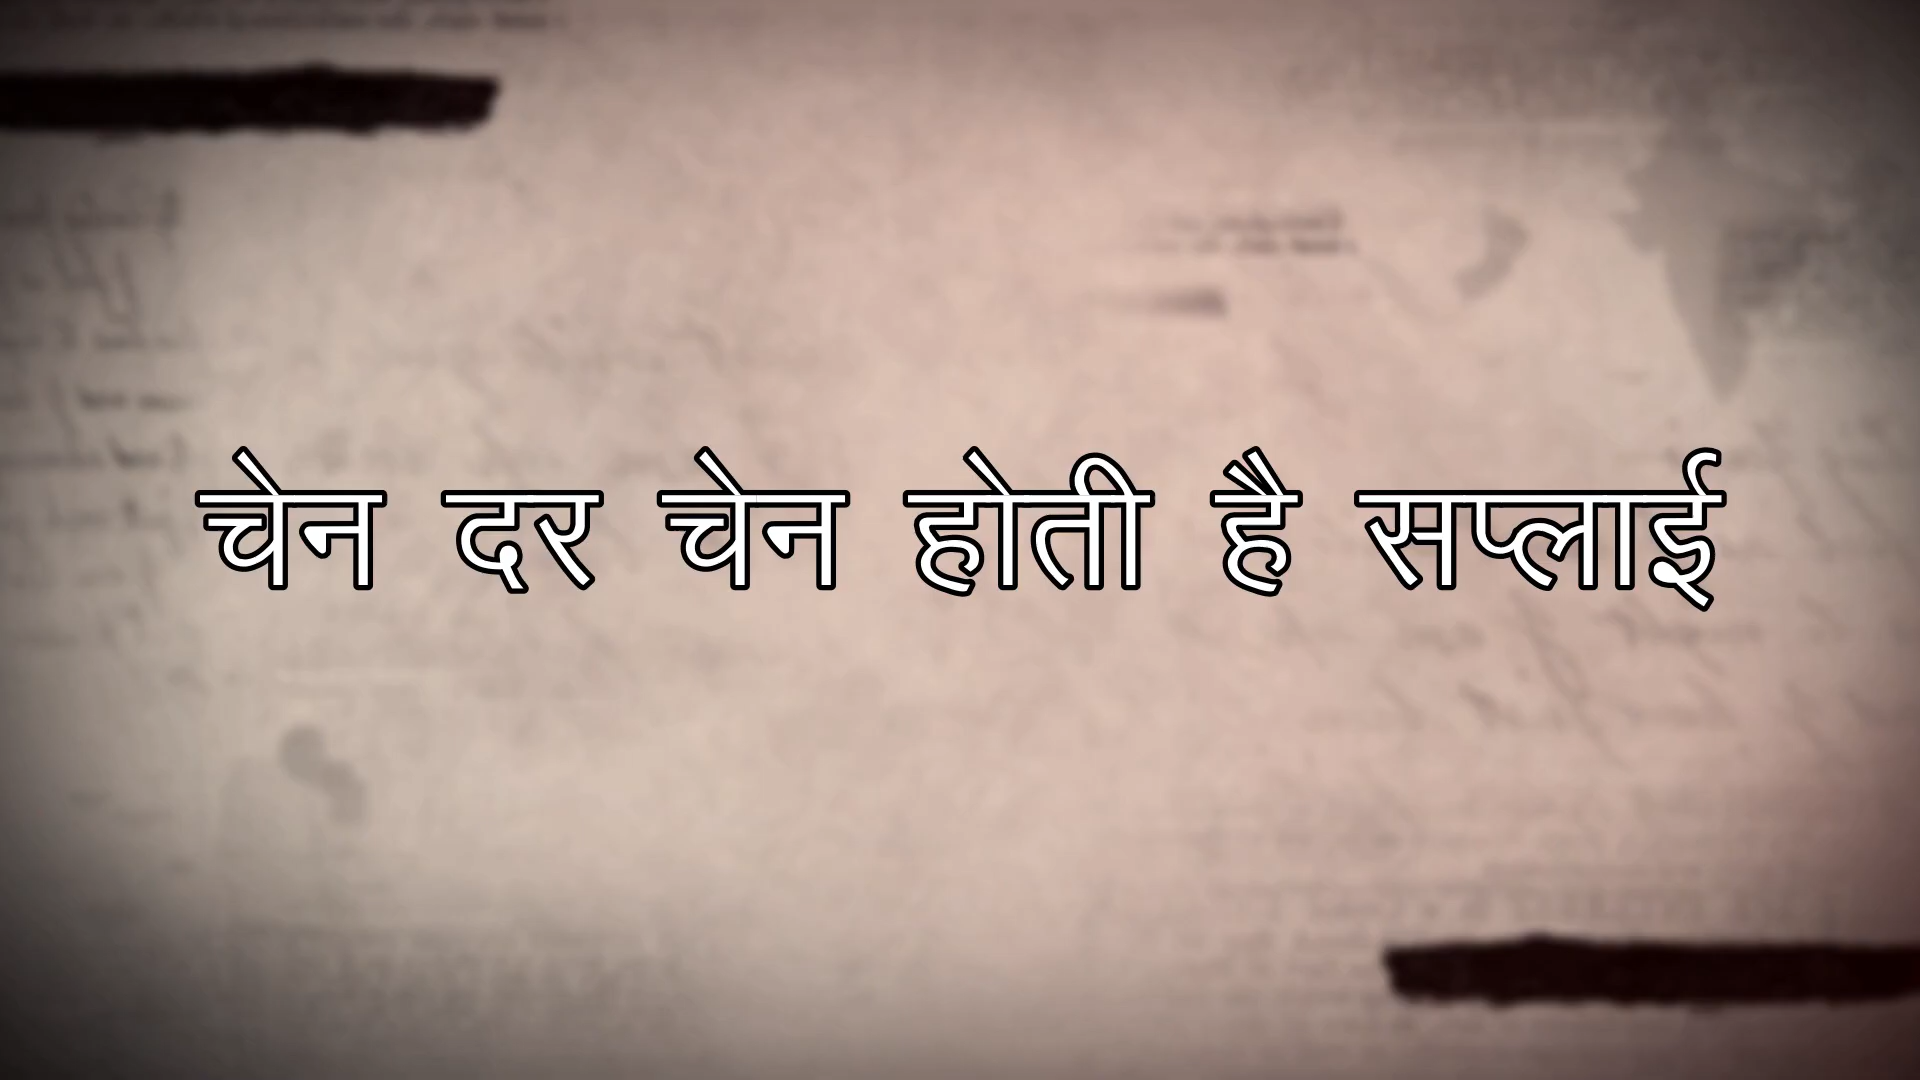 चेन दर चेन होती है सप्लाई